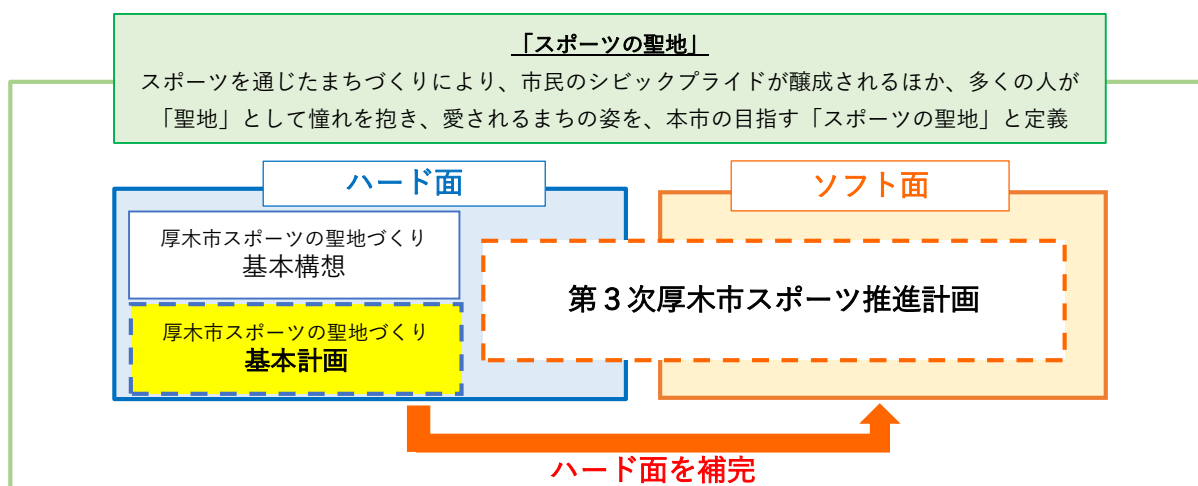 「スポーツの聖地」
スポーツを通じたまちづくりにより、市民のシビックプライドが醸成されるほか、多くの人が
「聖地」として憧れを抱き、愛されるまちの姿を、本市の目指す「スポーツの聖地」と定義
ハード面
ソフト面
厚木市スポーツの聖地づくり
基本構想
厚木市スポーツの聖地づくり
基本計画
第３次厚木市スポーツ推進計画
ハード面を補完